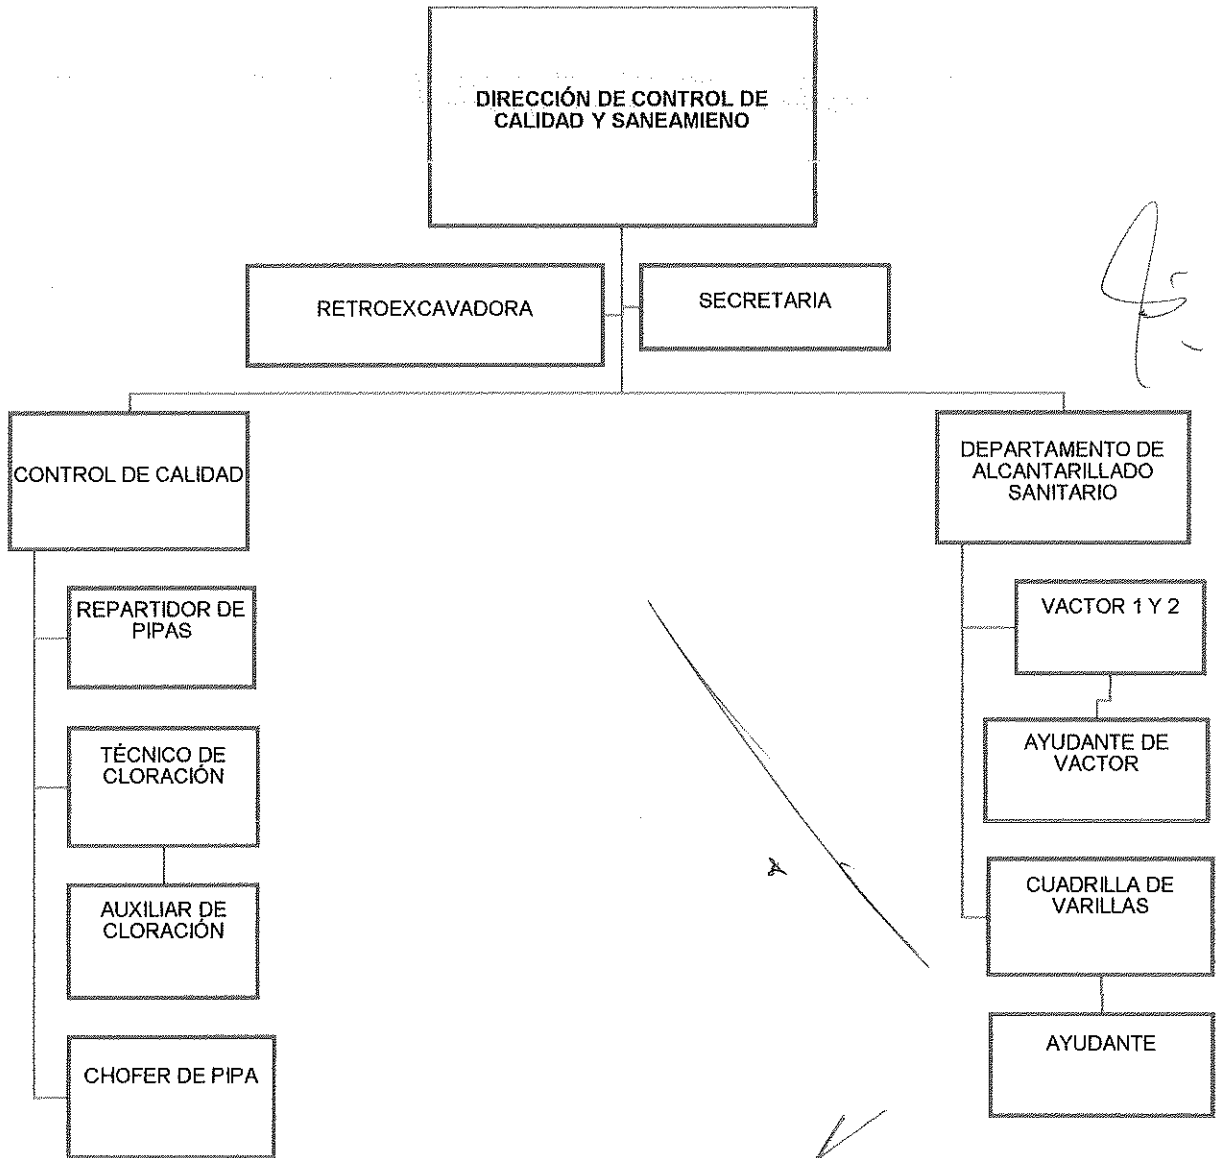 DIRECCIÓN DE CONTROL DE
CALIDAD Y SANEAMIENO
RETROEXCAVADORA
SECRETARIA
CONTROL DE CALIDAD
REPARTIDOR DE
PIPAS
TÉCNICO DE
CLORACIÓN
AUXILIAR DE
CLORACIÓN
CHOFER DE PIPA
DEPARTAMENTO DE
ALCANTARILLADO
SANITARIO
VACTOR 1 Y 2
AYUDANTE DE
VACTOR
CUADRILLA DE
VARILLAS
AYUDANTE